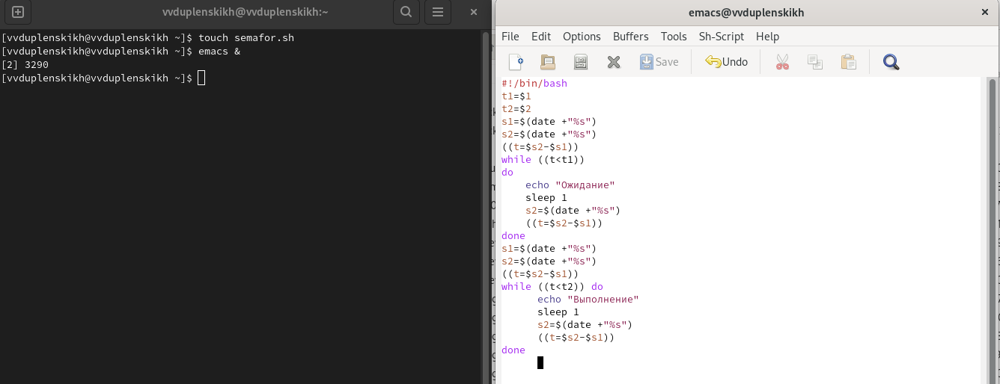 vvduplenskikh@vvduplenskikh:~
[vvduplenskikh@vvduplenskikh ~]$ touch semafor.sh
[vvduplenskikh@vvduplenskikh ~]$ emacs &
[2] 3290
[vvduplenskikh@vvduplenskikh ~]$
emacs@vvduplenskikh
File Edit Options Buffers Tools Sh-Script Help
Save Undo
#!/bin/bash
t1=$1
t2=$2
s1=$(date +"%s")
s2=$(date +"%s")
((t=$s2-$s1))
while ((t<t1))
do
    echo "Ожидание"
    sleep 1
    s2=$(date +"%s")
    ((t=$s2-$s1))
done
s1=$(date +"%s")
s2=$(date +"%s")
((t=$s2-$s1))
while ((t<t2)) do
      echo "Выполнение"
      sleep 1
      s2=$(date +"%s")
      ((t=$s2-$s1))
done